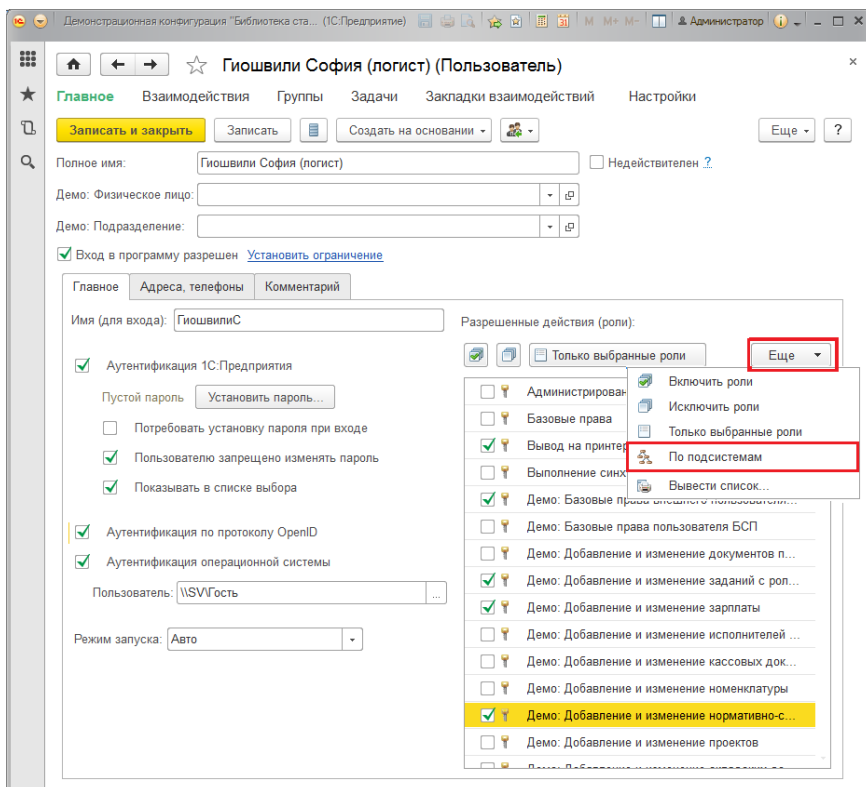 Демонстрационная конфигурация "Библиотека ста... (1С:Предприятие) M M+ M- Администратор
Гиошвили София (логист) (Пользователь)
Главное Взаимодействия Группы Задачи Закладки взаимодействий Настройки
Записать и закрыть Записать Создать на основании Еще ?
Полное имя: Гиошвили София (логист) Недействителен ?
Демо: Физическое лицо:
Демо: Подразделение:
Вход в программу разрешен Установить ограничение
Главное Адреса, телефоны Комментарий
Имя (для входа): ГиошвилиС
Аутентификация 1С:Предприятия
Пустой пароль Установить пароль...
Потребовать установку пароля при входе
Пользователю запрещено изменять пароль
Показывать в списке выбора
Аутентификация по протоколу OpenID
Аутентификация операционной системы
Пользователь: \\SV\Гость ...
Режим запуска: Авто
Разрешенные действия (роли):
Только выбранные роли Еще
Включить роли
Исключить роли
Только выбранные роли
По подсистемам
Вывести список...
Администрирован
Базовые права
Вывод на принтер
Выполнение синх
Демо: Базовые права внешнего пользователя...
Демо: Базовые права пользователя БСП
Демо: Добавление и изменение документов п...
Демо: Добавление и изменение заданий с рол...
Демо: Добавление и изменение зарплаты
Демо: Добавление и изменение исполнителей ...
Демо: Добавление и изменение кассовых док...
Демо: Добавление и изменение номенклатуры
Демо: Добавление и изменение нормативно-с...
Демо: Добавление и изменение проектов